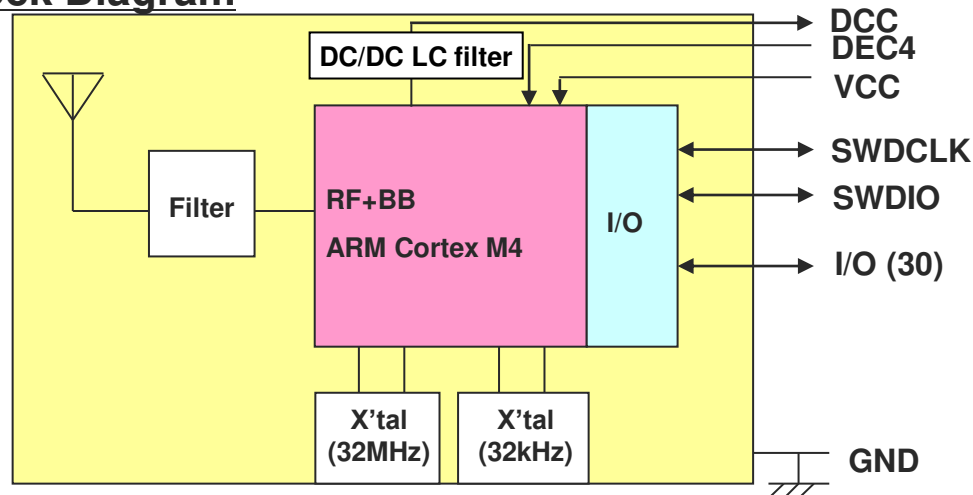 Diagram
DCC
DC/DC LC filter
DEC4
VCC
SWDCLK
Filter
RF+BB
SWDIO
I/O
ARM Cortex M4
I/O (30)
X'tal
(32MHz)
X'tal
(32kHz)
GND